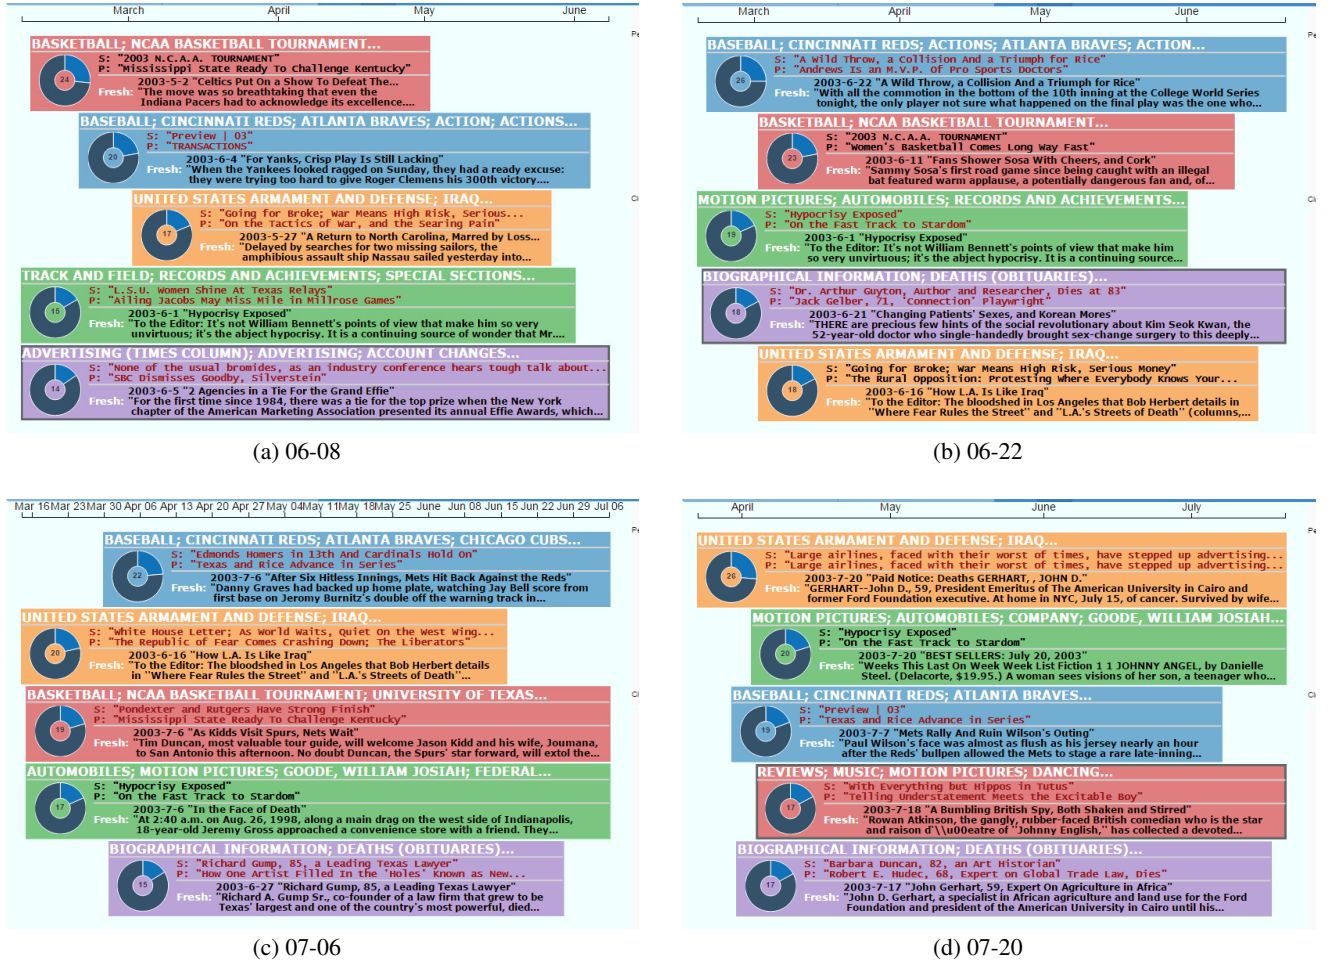 March April May June
BASKETBALL; NCAA BASKETBALL TOURNAMENT...
S: "2003 N.C.A.A. TOURNAMENT"
P: "Mississippi State Ready To Challenge Kentucky"
24
2003-5-2 "Celtics Put On a Show To Defeat The...
Fresh: "The move was so breathtaking that even the
Indiana Pacers had to acknowledge its excellence....
BASEBALL; CINCINNATI REDS; ATLANTA BRAVES; ACTION; ACTIONS...
S: "Preview | 03"
P: "TRANSACTIONS"
20
2003-6-4 "For Yanks, Crisp Play Is Still Lacking"
Fresh: "When the Yankees looked ragged on Sunday, they had a ready excuse:
they were trying too hard to give Roger Clemens his 300th victory....
UNITED STATES ARMAMENT AND DEFENSE; IRAQ...
S: "Going for Broke; War Means High Risk, Serious...
P: "On the Tactics of War, and the Searing Pain"
17
2003-5-27 "A Return to North Carolina, Marred by Loss...
Fresh: "Delayed by searches for two missing sailors, the
amphibious assault ship Nassau sailed yesterday into...
TRACK AND FIELD; RECORDS AND ACHIEVEMENTS; SPECIAL SECTIONS...
S: "L.S.U. Women Shine At Texas Relays"
P: "Ailing Jacobs May Miss Mile in Millrose Games"
15
2003-6-1 "Hypocrisy Exposed"
Fresh: "To the Editor: It's not William Bennett's points of view that make him so very
unvirtuous; it's the abject hypocrisy. It is a continuing source of wonder that Mr....
ADVERTISING (TIMES COLUMN); ADVERTISING; ACCOUNT CHANGES...
S: "None of the usual bromides, as an industry conference hears tough talk about...
P: "SBC Dismisses Goodby, Silverstein"
14
2003-6-5 "2 Agencies in a Tie For the Grand Effie"
Fresh: "For the first time since 1984, there was a tie for the top prize when the New York
chapter of the American Marketing Association presented its annual Effie Awards, which...
(a) 06-08
March April May June
BASEBALL; CINCINNATI REDS; ACTIONS; ATLANTA BRAVES; ACTION...
S: "A Wild Throw, a Collision And a Triumph for Rice"
P: "Andrews Is an M.V.P. Of Pro Sports Doctors"
26
2003-6-22 "A Wild Throw, a Collision And a Triumph for Rice"
Fresh: "With all the commotion in the bottom of the 10th inning at the College World Series
tonight, the only player not sure what happened on the final play was the one who...
BASKETBALL; NCAA BASKETBALL TOURNAMENT...
S: "2003 N.C.A.A. TOURNAMENT"
P: "Women's Basketball Comes Long Way Fast"
23
2003-6-11 "Fans Shower Sosa With Cheers, and Cork"
Fresh: "Sammy Sosa's first road game since being caught with an illegal
bat featured warm applause, a potentially dangerous fan and, of...
MOTION PICTURES; AUTOMOBILES; RECORDS AND ACHIEVEMENTS...
S: "Hypocrisy Exposed"
P: "On the Fast Track to Stardom"
19
2003-6-1 "Hypocrisy Exposed"
Fresh: "To the Editor: It's not William Bennett's points of view that make him
so very unvirtuous; it's the abject hypocrisy. It is a continuing source...
BIOGRAPHICAL INFORMATION; DEATHS (OBITUARIES)...
S: "Dr. Arthur Guyton, Author and Researcher, Dies at 83"
P: "Jack Gelber, 71, 'Connection' Playwright"
18
2003-6-21 "Changing Patients' Sexes, and Korean Mores"
Fresh: "THERE are precious few hints of the social revolutionary about Kim Seok Kwan, the
52-year-old doctor who single-handedly brought sex-change surgery to this deeply...
UNITED STATES ARMAMENT AND DEFENSE; IRAQ...
S: "Going for Broke; War Means High Risk, Serious Money"
P: "The Rural Opposition: Protesting Where Everybody Knows Your...
18
2003-6-16 "How L.A. Is Like Iraq"
Fresh: "To the Editor: The bloodshed in Los Angeles that Bob Herbert details in
"Where Fear Rules the Street" and "L.A.'s Streets of Death" (columns,...
(b) 06-22
Mar 16 Mar 23 Mar 30 Apr 06 Apr 13 Apr 20 Apr 27 May 04 May 11 May 18 May 25 June Jun 08 Jun 15 Jun 22 Jun 29 Jul 06
BASEBALL; CINCINNATI REDS; ATLANTA BRAVES; CHICAGO CUBS...
S: "Edmonds Homers in 13th And Cardinals Hold On"
P: "Texas and Rice Advance in Series"
22
2003-7-6 "After Six Hitless Innings, Mets Hit Back Against the Reds"
Fresh: "Danny Graves had backed up home plate, watching Jay Bell score from
first base on Jeromy Burnitz's double off the warning track in...
UNITED STATES ARMAMENT AND DEFENSE; IRAQ...
S: "White House Letter; As World Waits, Quiet On the West Wing...
P: "The Republic of Fear Comes Crashing Down; The Liberators"
20
2003-6-16 "How L.A. Is Like Iraq"
Fresh: "To the Editor: The bloodshed in Los Angeles that Bob Herbert details
in "Where Fear Rules the Street" and "L.A.'s Streets of Death"...
BASKETBALL; NCAA BASKETBALL TOURNAMENT; UNIVERSITY OF TEXAS...
S: "Pondexter and Rutgers Have Strong Finish"
P: "Mississippi State Ready To Challenge Kentucky"
19
2003-7-6 "As Kidds Visit Spurs, Nets Wait"
Fresh: "Tim Duncan, most valuable tour guide, will welcome Jason Kidd and his wife, Joumana,
to San Antonio this afternoon. No doubt Duncan, the Spurs' star forward, will extol the...
AUTOMOBILES; MOTION PICTURES; GOODE, WILLIAM JOSIAH; FEDERAL...
S: "Hypocrisy Exposed"
P: "On the Fast Track to Stardom"
17
2003-7-6 "In the Face of Death"
Fresh: "At 2:40 a.m. on Aug. 26, 1998, along a main drag on the west side of Indianapolis,
18-year-old Jeremy Gross approached a convenience store with a friend. They...
BIOGRAPHICAL INFORMATION; DEATHS (OBITUARIES)...
S: "Richard Gump, 85, a Leading Texas Lawyer"
P: "How One Artist Filled In the 'Holes' Known as New...
15
2003-6-27 "Richard Gump, 85, a Leading Texas Lawyer"
Fresh: "Richard A. Gump Sr., co-founder of a law firm that grew to be
Texas' largest and one of the country's most powerful, died...
(c) 07-06
April May June July
UNITED STATES ARMAMENT AND DEFENSE; IRAQ...
S: "Large airlines, faced with their worst of times, have stepped up advertising...
P: "Large airlines, faced with their worst of times, have stepped up advertising...
26
2003-7-20 "Paid Notice: Deaths GERHART, , JOHN D."
Fresh: "GERHART--John D., 59, President Emeritus of The American University in Cairo and
former Ford Foundation executive. At home in NYC, July 15, of cancer. Survived by wife...
MOTION PICTURES; AUTOMOBILES; COMPANY; GOODE, WILLIAM JOSIAH...
S: "Hypocrisy Exposed"
P: "On the Fast Track to Stardom"
20
2003-7-20 "BEST SELLERS: July 20, 2003"
Fresh: "Weeks This Last On Week Week List Fiction 1 1 JOHNNY ANGEL, by Danielle
Steel. (Delacorte, $19.95.) A woman sees visions of her son, a teenager who...
BASEBALL; CINCINNATI REDS; ATLANTA BRAVES...
S: "Preview | 03"
P: "Texas and Rice Advance in Series"
19
2003-7-7 "Mets Rally And Ruin Wilson's Outing"
Fresh: "Paul Wilson's face was almost as flush as his jersey nearly an hour
after the Reds' bullpen allowed the Mets to stage a rare late-inning...
REVIEWS; MUSIC; MOTION PICTURES; DANCING...
S: "With Everything but Hippos in Tutus"
P: "Telling Understatement Meets the Excitable Boy"
17
2003-7-18 "A Bumbling British Spy, Both Shaken and Stirred"
Fresh: "Rowan Atkinson, the gangly, rubber-faced British comedian who is the star
and raison d'\\u00eatre of "Johnny English," has collected a devoted...
BIOGRAPHICAL INFORMATION; DEATHS (OBITUARIES)...
S: "Barbara Duncan, 82, an Art Historian"
P: "Robert E. Hudec, 68, Expert on Global Trade Law, Dies"
17
2003-7-17 "John Gerhart, 59, Expert On Agriculture in Africa"
Fresh: "John D. Gerhart, a specialist in African agriculture and land use for the Ford
Foundation and president of the American University in Cairo until his...
(d) 07-20